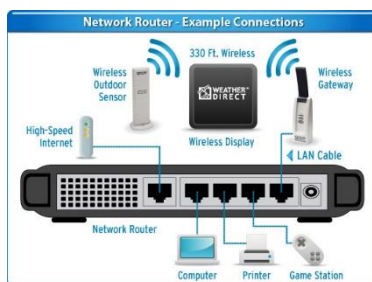 Network Router - Example Connections
330 Ft. Wireless
Wireless
Outdoor
Sensor
WEATHER
DIRECT
Wireless
Gateway
High-Speed
Internet
Wireless Display
LAN Cable
Network Router
Computer
Printer
Game Station